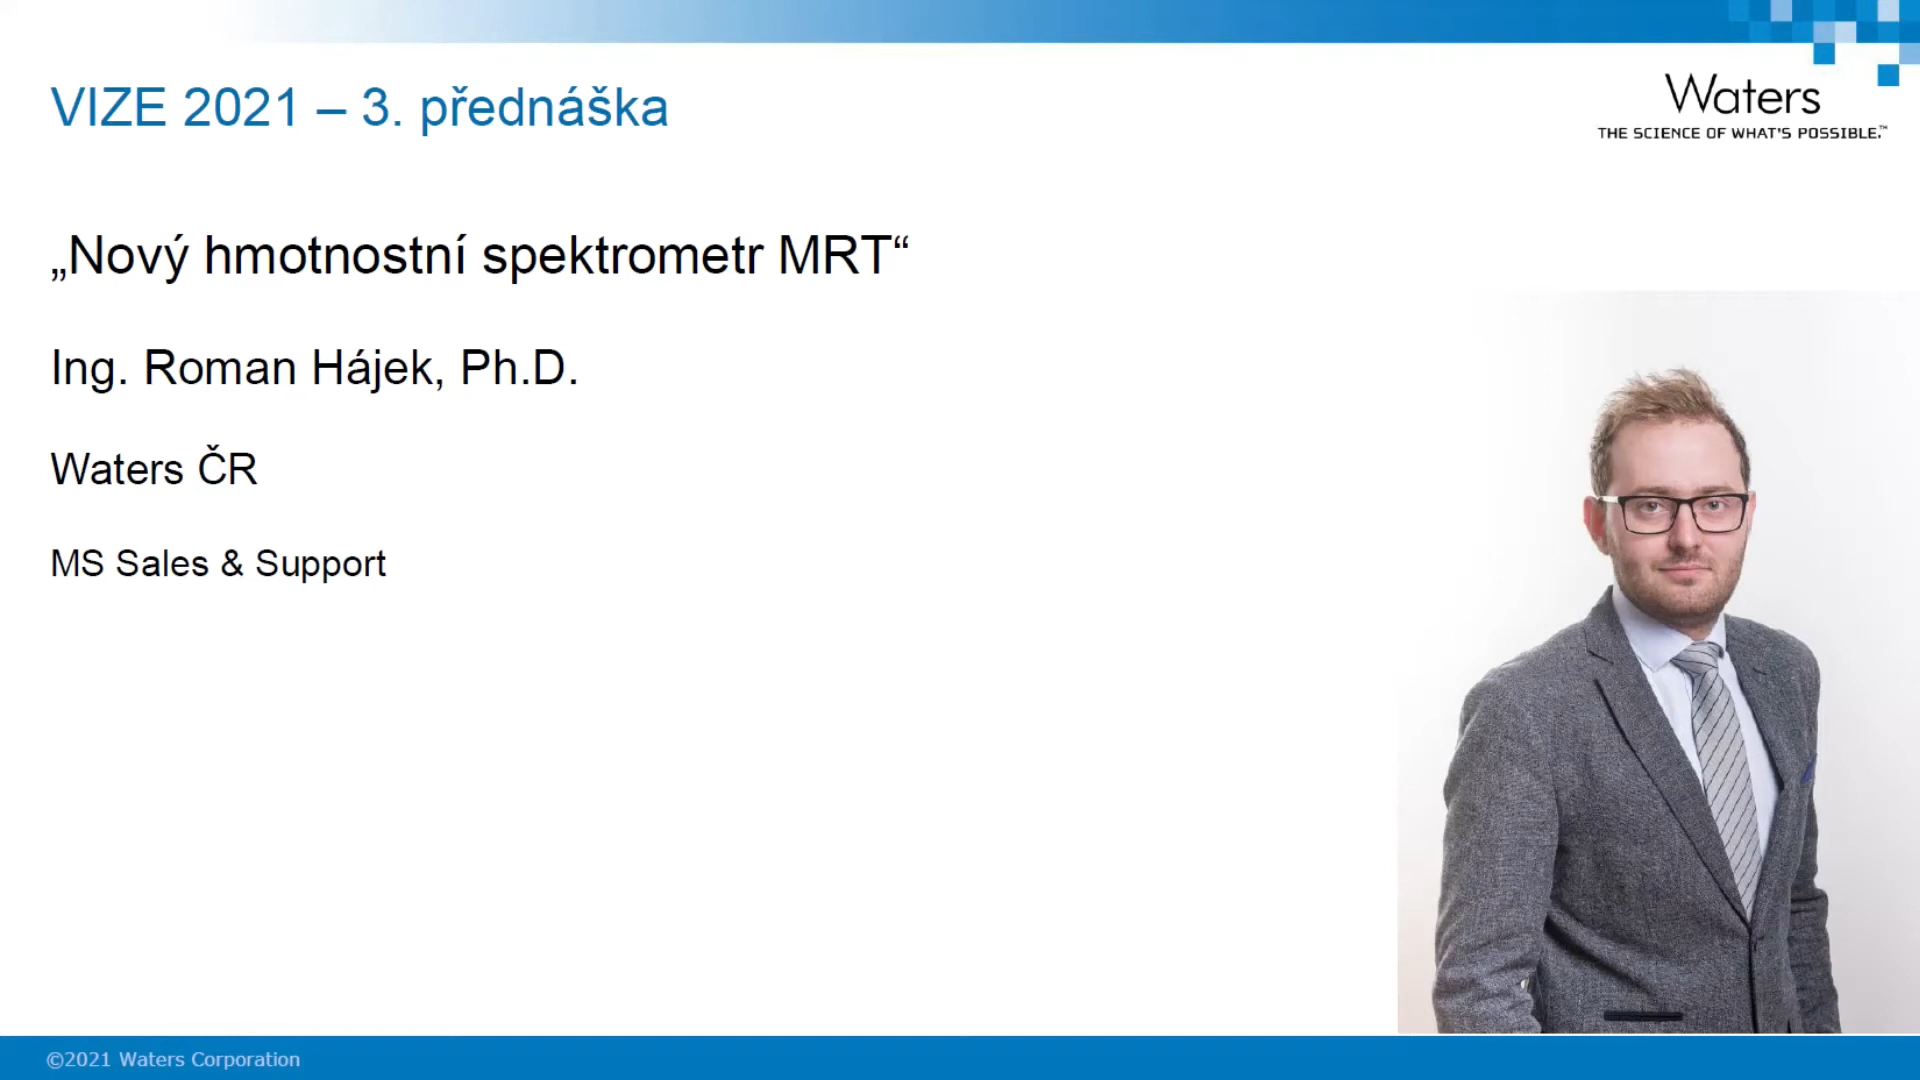 VIZE 2021 – 3. přednáška
Waters
THE SCIENCE OF WHAT'S POSSIBLE.™
„Nový hmotnostní spektrometr MRT“
Ing. Roman Hájek, Ph.D.
Waters ČR
MS Sales & Support
©2021 Waters Corporation